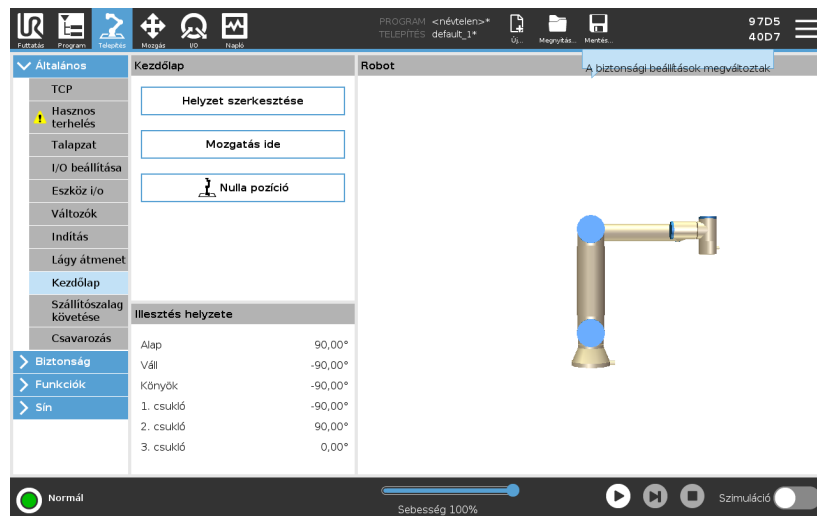 UR
Futtatás
Program
Telepítés
Mozgás
I/O
Napló
PROGRAM <névtelen>*
TELEPÍTÉS default_1*
Új...
Megnyitás...
Mentés...
97D5
40D7
A biztonsági beállítások megváltoztak
Általános
TCP
Hasznos
terhelés
Talapzat
I/O beállítása
Eszköz i/o
Változók
Indítás
Lágy átmenet
Kezdőlap
Szállítószalag
követése
Csavarozás
Biztonság
Funkciók
Sín
Kezdőlap
Helyzet szerkesztése
Mozgatás ide
Nulla pozíció
Illesztés helyzete
Alap 90,00°
Váll -90,00°
Könyök -90,00°
1. csukló -90,00°
2. csukló 90,00°
3. csukló 0,00°
Robot
Normál
Sebesség 100%
Szimuláció